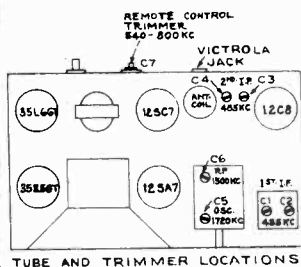 REMOTE CONTROL
TRIMMER
540-800KC
VICTROLA
JACK
C7
C4 2ND. I.F. C3
455KC
35L6GT
12SC7
ANT.
COIL
12C8
35Z5GT
12SA7
C6
R.F.
1500KC
C5
OSC.
1720KC
1ST. I.F.
C1 C2
455KC
TUBE AND TRIMMER LOCATIONS